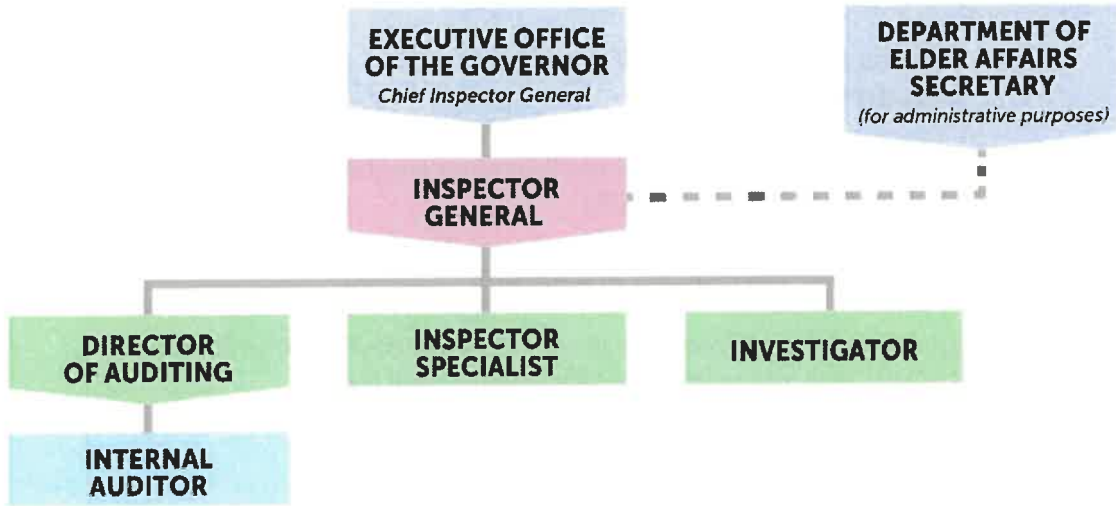 EXECUTIVE OFFICE
OF THE GOVERNOR
Chief Inspector General
DEPARTMENT OF
ELDER AFFAIRS
SECRETARY
(for administrative purposes)
INSPECTOR
GENERAL
DIRECTOR
OF AUDITING
INSPECTOR
SPECIALIST
INVESTIGATOR
INTERNAL
AUDITOR